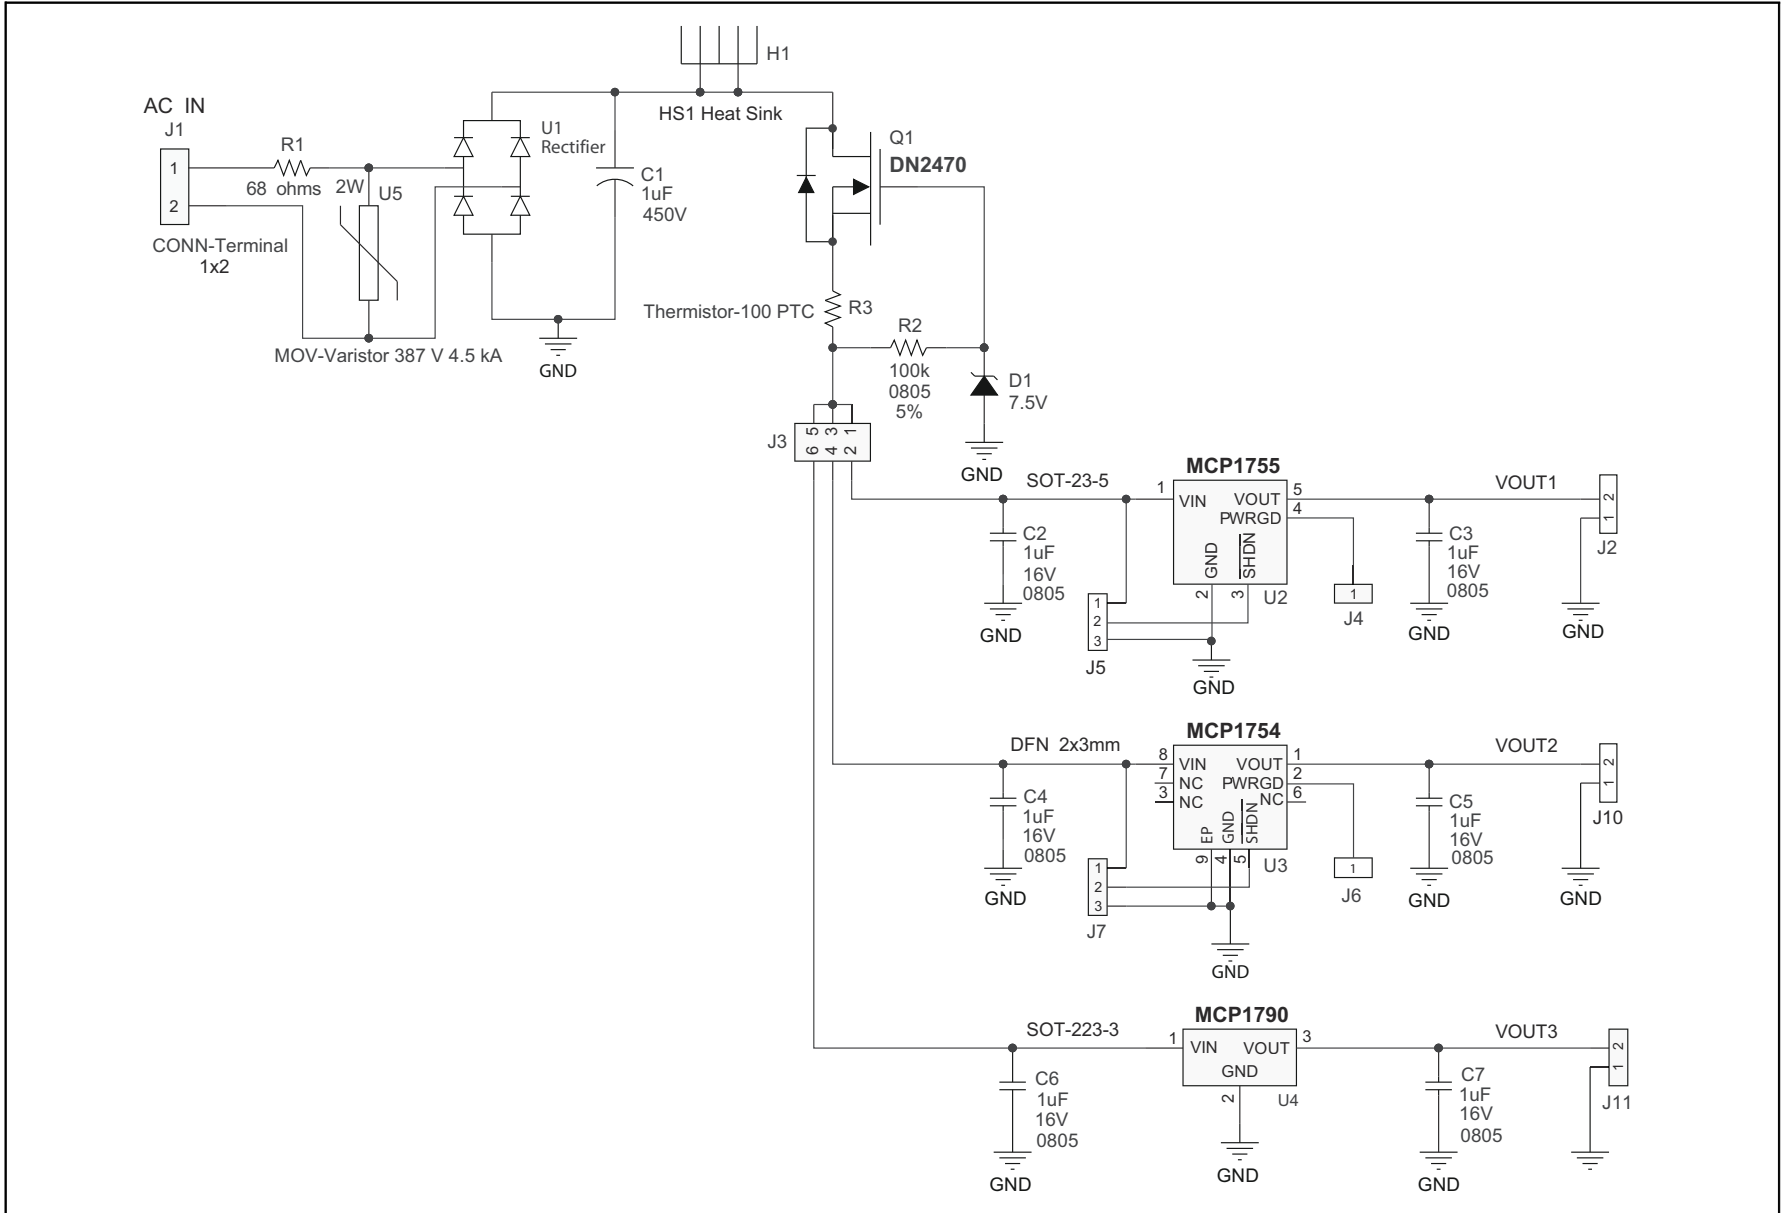 H1
HS1 Heat Sink
AC IN
J1
1
2
CONN-Terminal
1x2
R1
68 ohms 2W
U5
MOV-Varistor 387 V 4.5 kA
U1
Rectifier
C1
1uF
450V
GND
Q1
DN2470
Thermistor-100 PTC
R3
R2
100k
0805
5%
D1
7.5V
GND
J3
5 3 1
6 4 2
SOT-23-5
MCP1755
1 VIN
VOUT 5
PWRGD 4
GND
SHDN
2
3
U2
C2
1uF
16V
0805
GND
1
2
3
J5
GND
1
J4
C3
1uF
16V
0805
GND
VOUT1
2
1
J2
GND
DFN 2x3mm
MCP1754
8 VIN
7 NC
3 NC
VOUT 1
PWRGD 2
NC 6
EP
GND
SHDN
9
4
5
U3
C4
1uF
16V
0805
GND
1
2
3
J7
GND
1
J6
C5
1uF
16V
0805
GND
VOUT2
2
1
J10
GND
SOT-223-3
MCP1790
1 VIN
VOUT 3
GND
2
U4
C6
1uF
16V
0805
GND
GND
C7
1uF
16V
0805
GND
VOUT3
2
1
J11